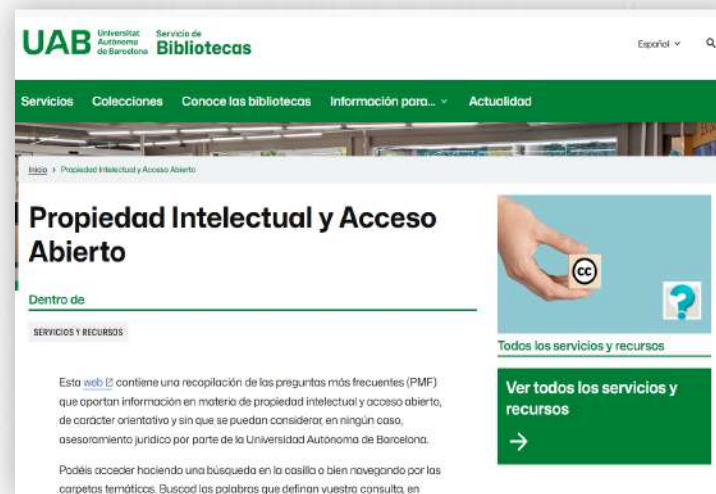 UAB Universitat Autònoma de Barcelona
Servicio de Bibliotecas
Español
Servicios Colecciones Conoce las bibliotecas Información para... Actualidad
Inicio > Propiedad Intelectual y Acceso Abierto
Propiedad Intelectual y Acceso
Abierto
Dentro de
SERVICIOS Y RECURSOS
Esta web contiene una recopilación de las preguntas más frecuentes (PMF)
que aportan información en materia de propiedad intelectual y acceso abierto,
de carácter orientativo y sin que se puedan considerar, en ningún caso,
asesoramiento jurídico por parte de la Universidad Autónoma de Barcelona.
Podéis acceder haciendo una búsqueda en la casilla o bien navegando por las
carpetas temáticas. Buscad las palabras que definan vuestra consulta, en
cc
?
Todos los servicios y recursos
Ver todos los servicios y
recursos